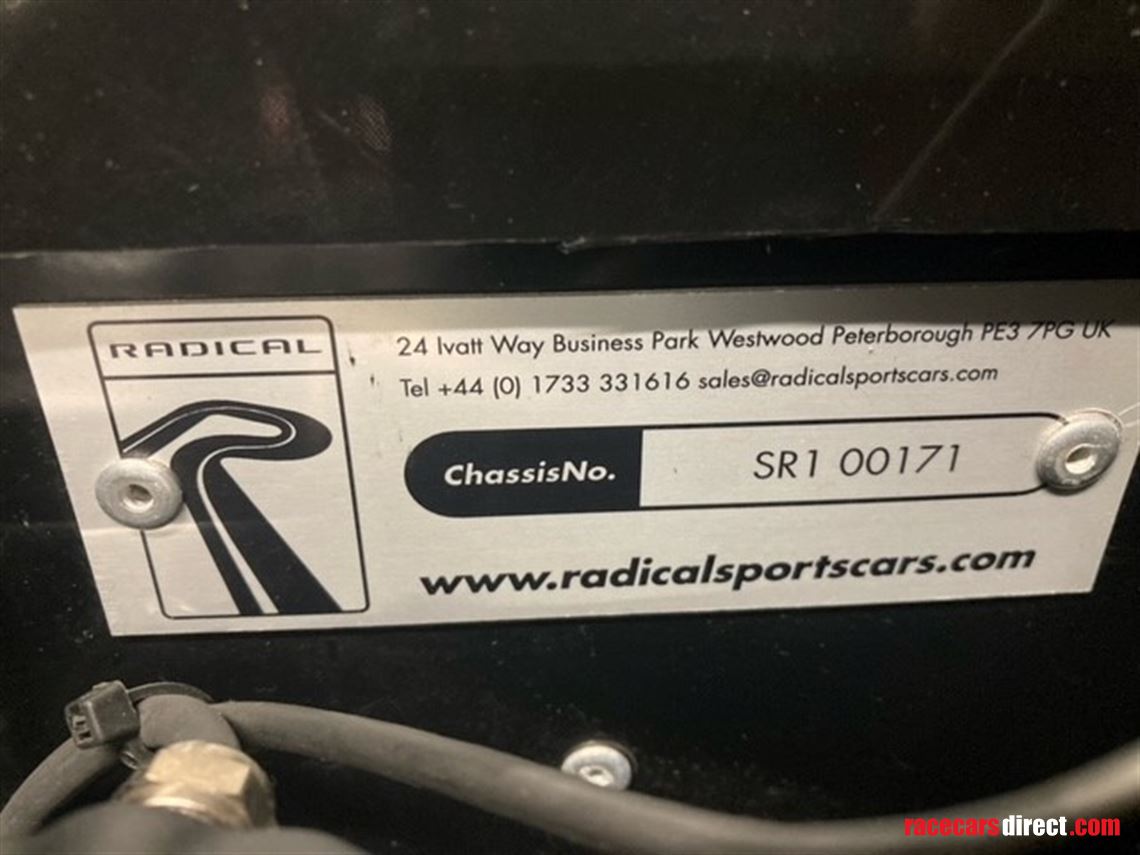 RADICAL
24 Ivatt Way Business Park Westwood Peterborough PE3 7PG UK
Tel +44 (0) 1733 331616 sales@radicalsportscars.com
ChassisNo. SR1 00171
www.radicalsportscars.com
racecarsdirect.com